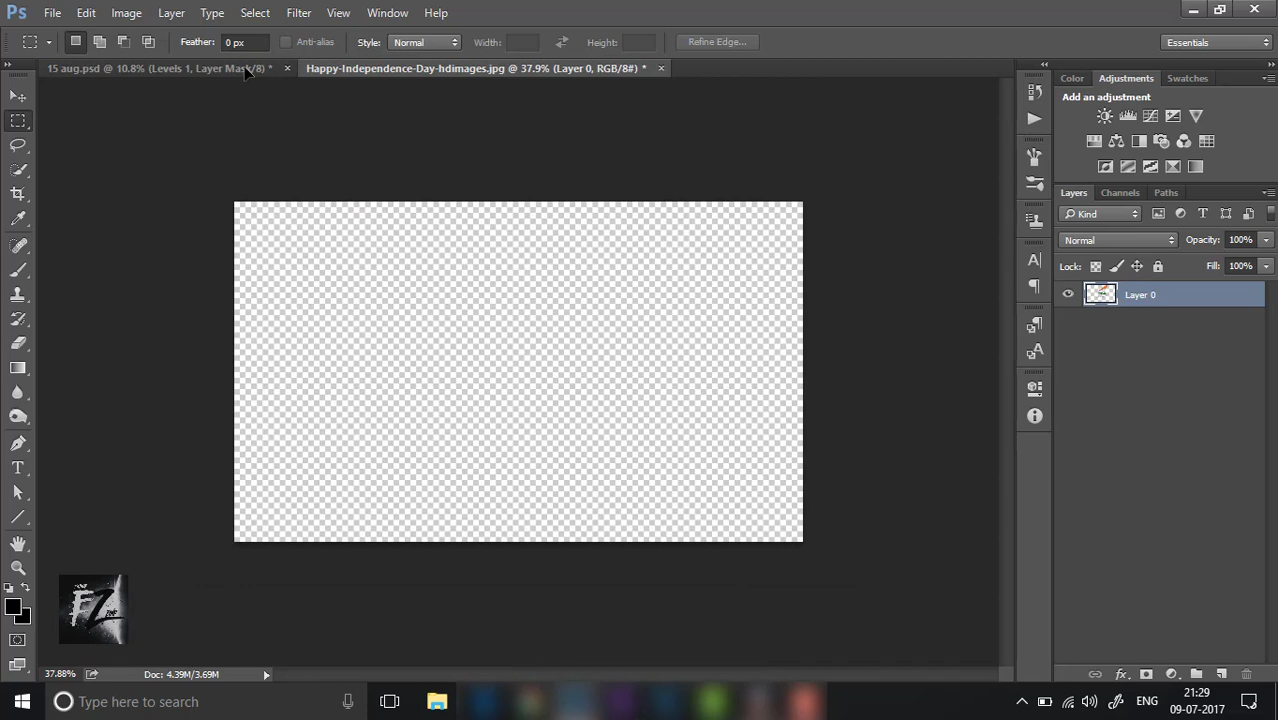 Ps File Edit Image Layer Type Select Filter View Window Help
Feather: 0 px Anti-alias Style: Normal Width: Height: Refine Edge... Essentials
15 aug.psd @ 10.8% (Levels 1, Layer Mask/8) * × Happy-Independence-Day-hdimages.jpg @ 37.9% (Layer 0, RGB/8#) * ×
Color Adjustments Swatches
Add an adjustment
Layers Channels Paths
Kind
Normal Opacity: 100%
Lock: Fill: 100%
Layer 0
FZ
37.88% Doc: 4.39M/3.69M
Type here to search
ENG
21:29
09-07-2017